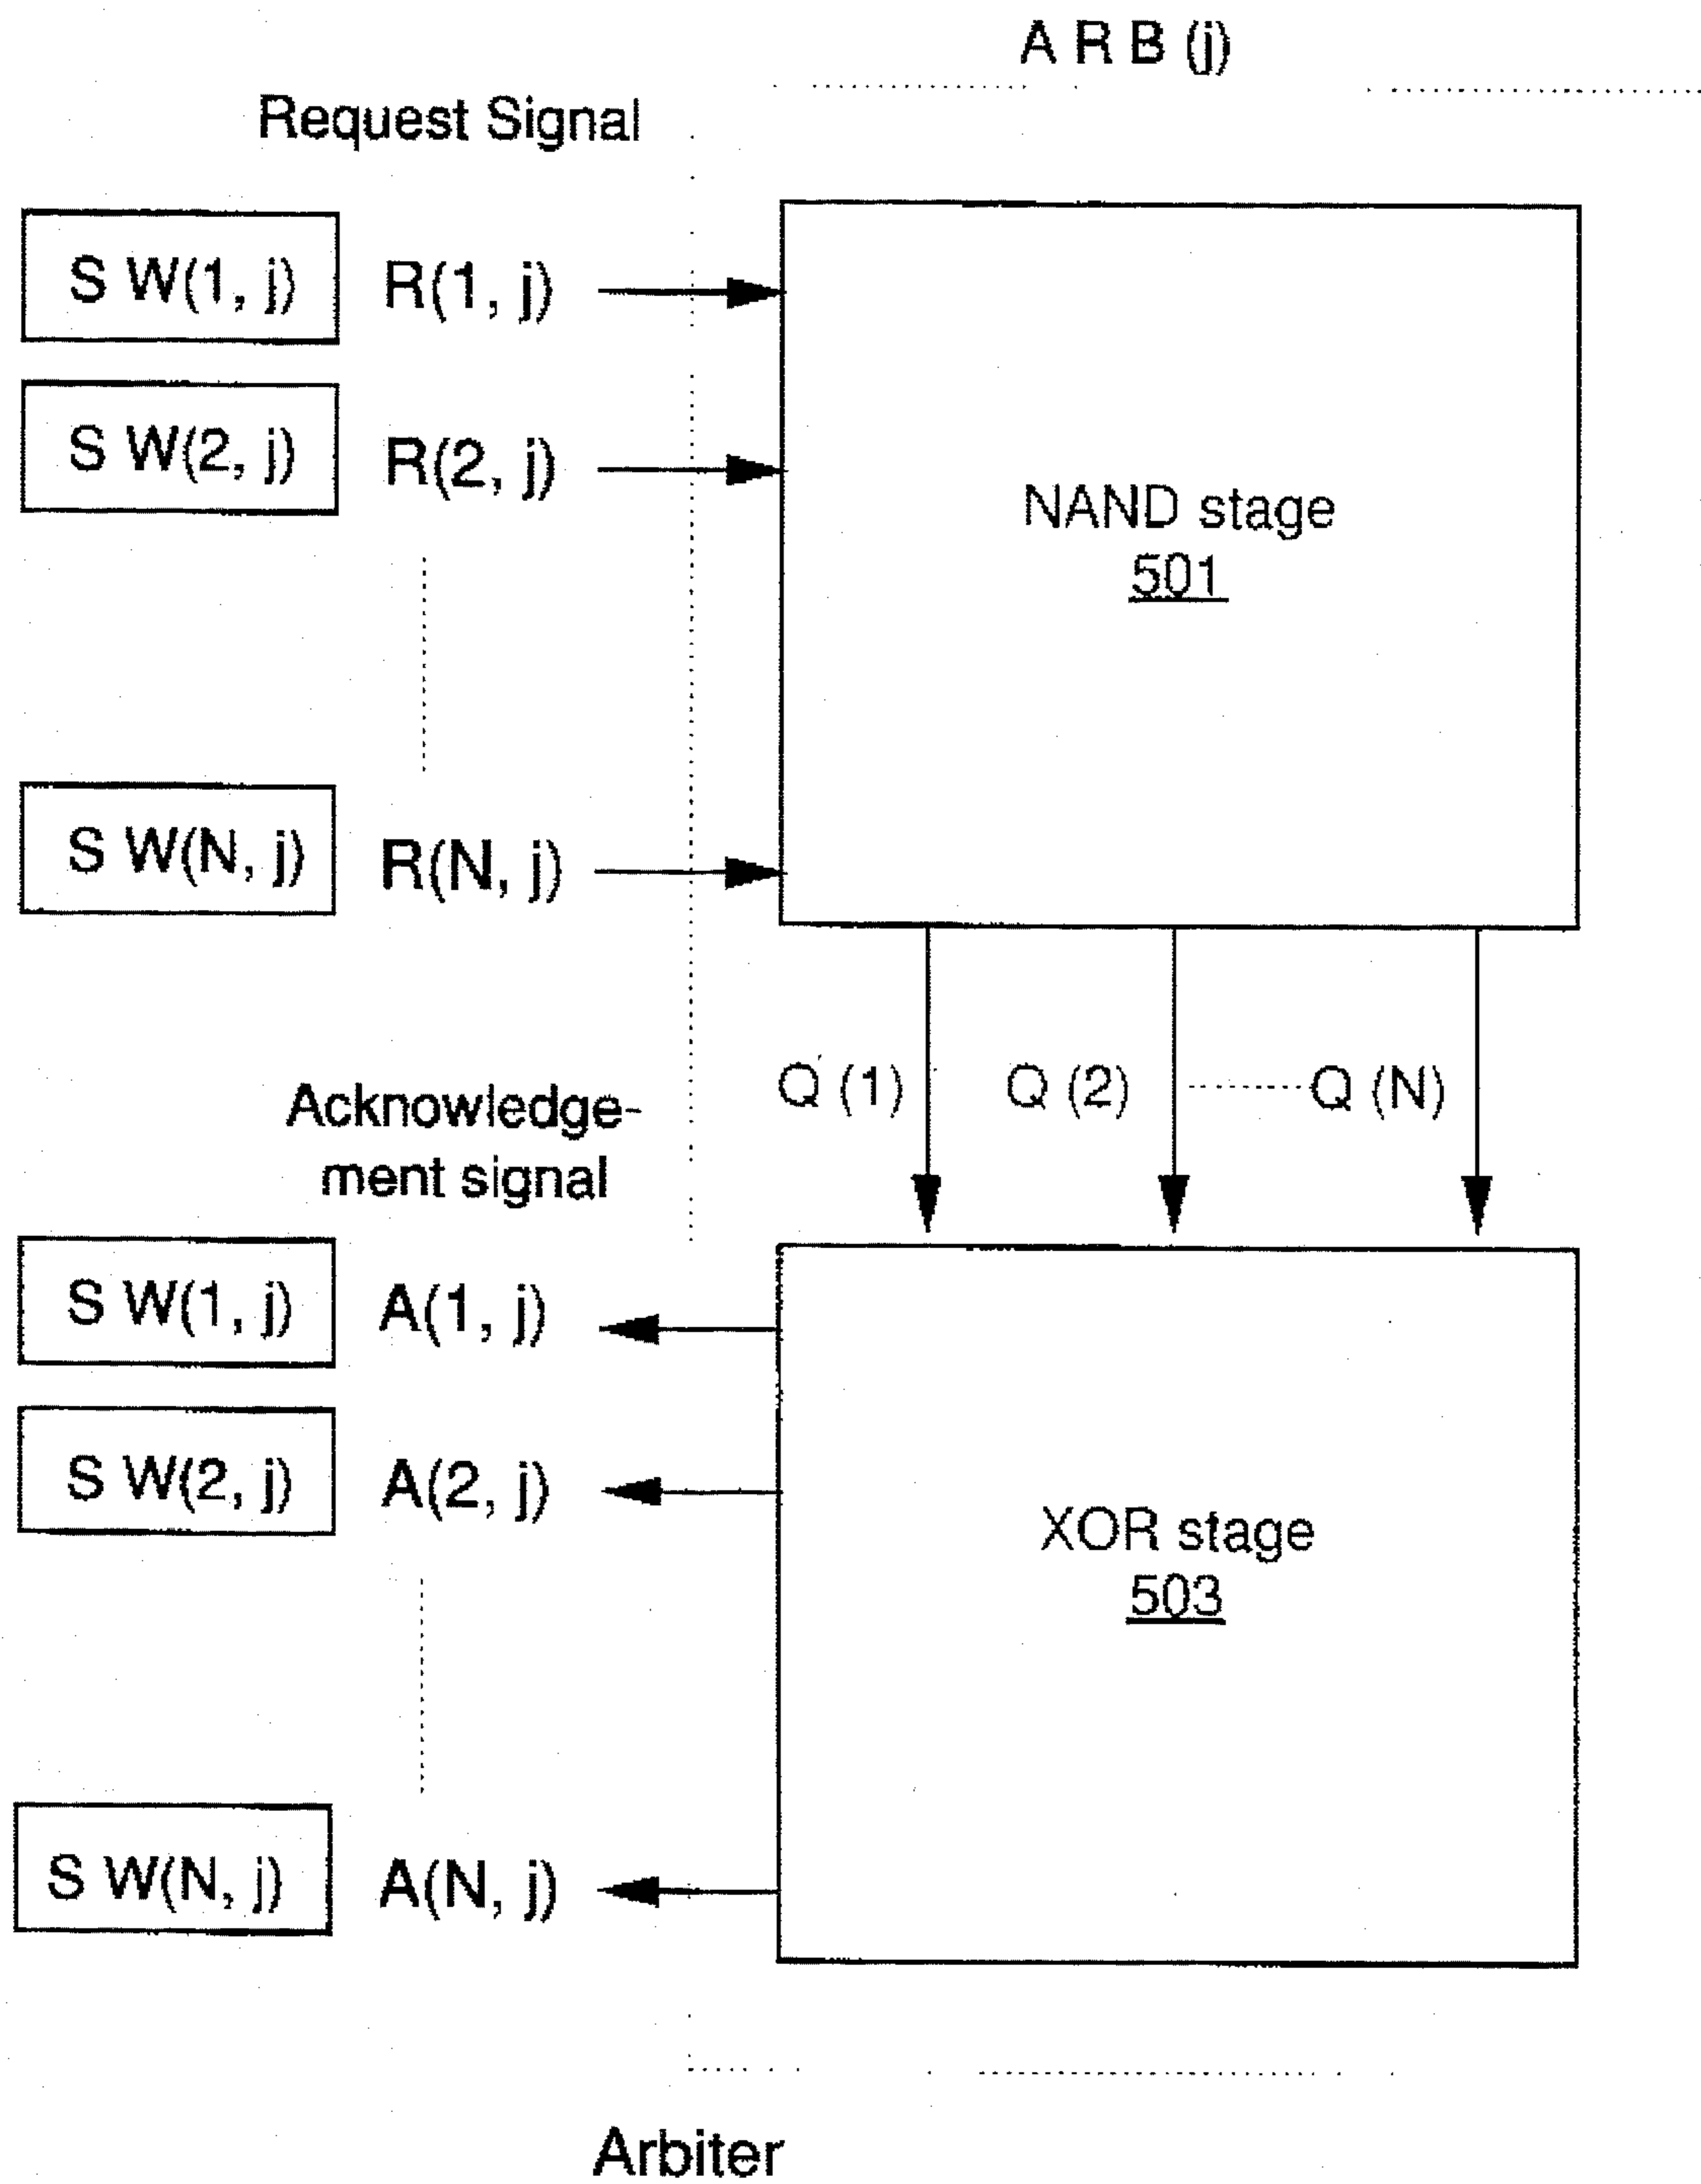 A R B (j)
Request Signal
S W(1, j) R(1, j)
S W(2, j) R(2, j)
NAND stage
501
S W(N, j) R(N, j)
Q (1) Q (2) Q (N)
Acknowledge-
ment signal
S W(1, j) A(1, j)
S W(2, j) A(2, j)
XOR stage
503
S W(N, j) A(N, j)
Arbiter